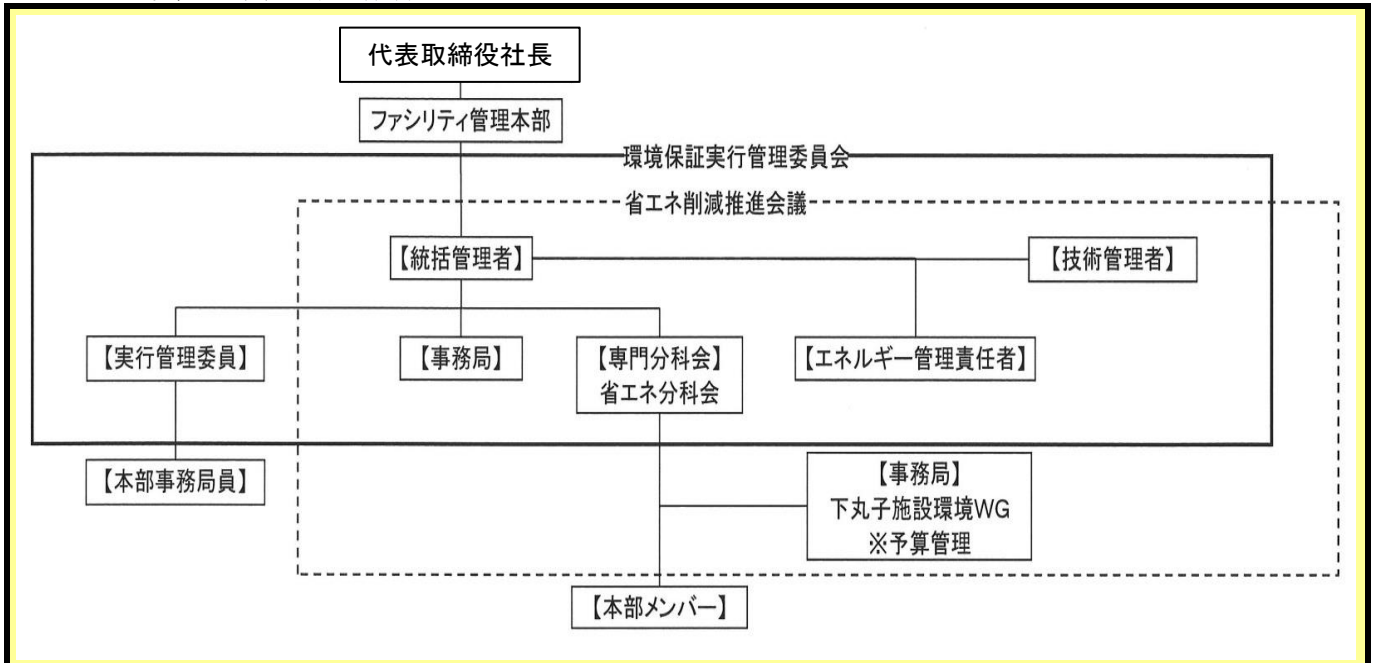 代表取締役社長
ファシリティ管理本部
環境保証実行管理委員会
省エネ削減推進会議
【統括管理者】
【技術管理者】
【実行管理委員】
【事務局】
【専門分科会】
省エネ分科会
【エネルギー管理責任者】
【本部事務局員】
【事務局】
下丸子施設環境WG
※予算管理
【本部メンバー】